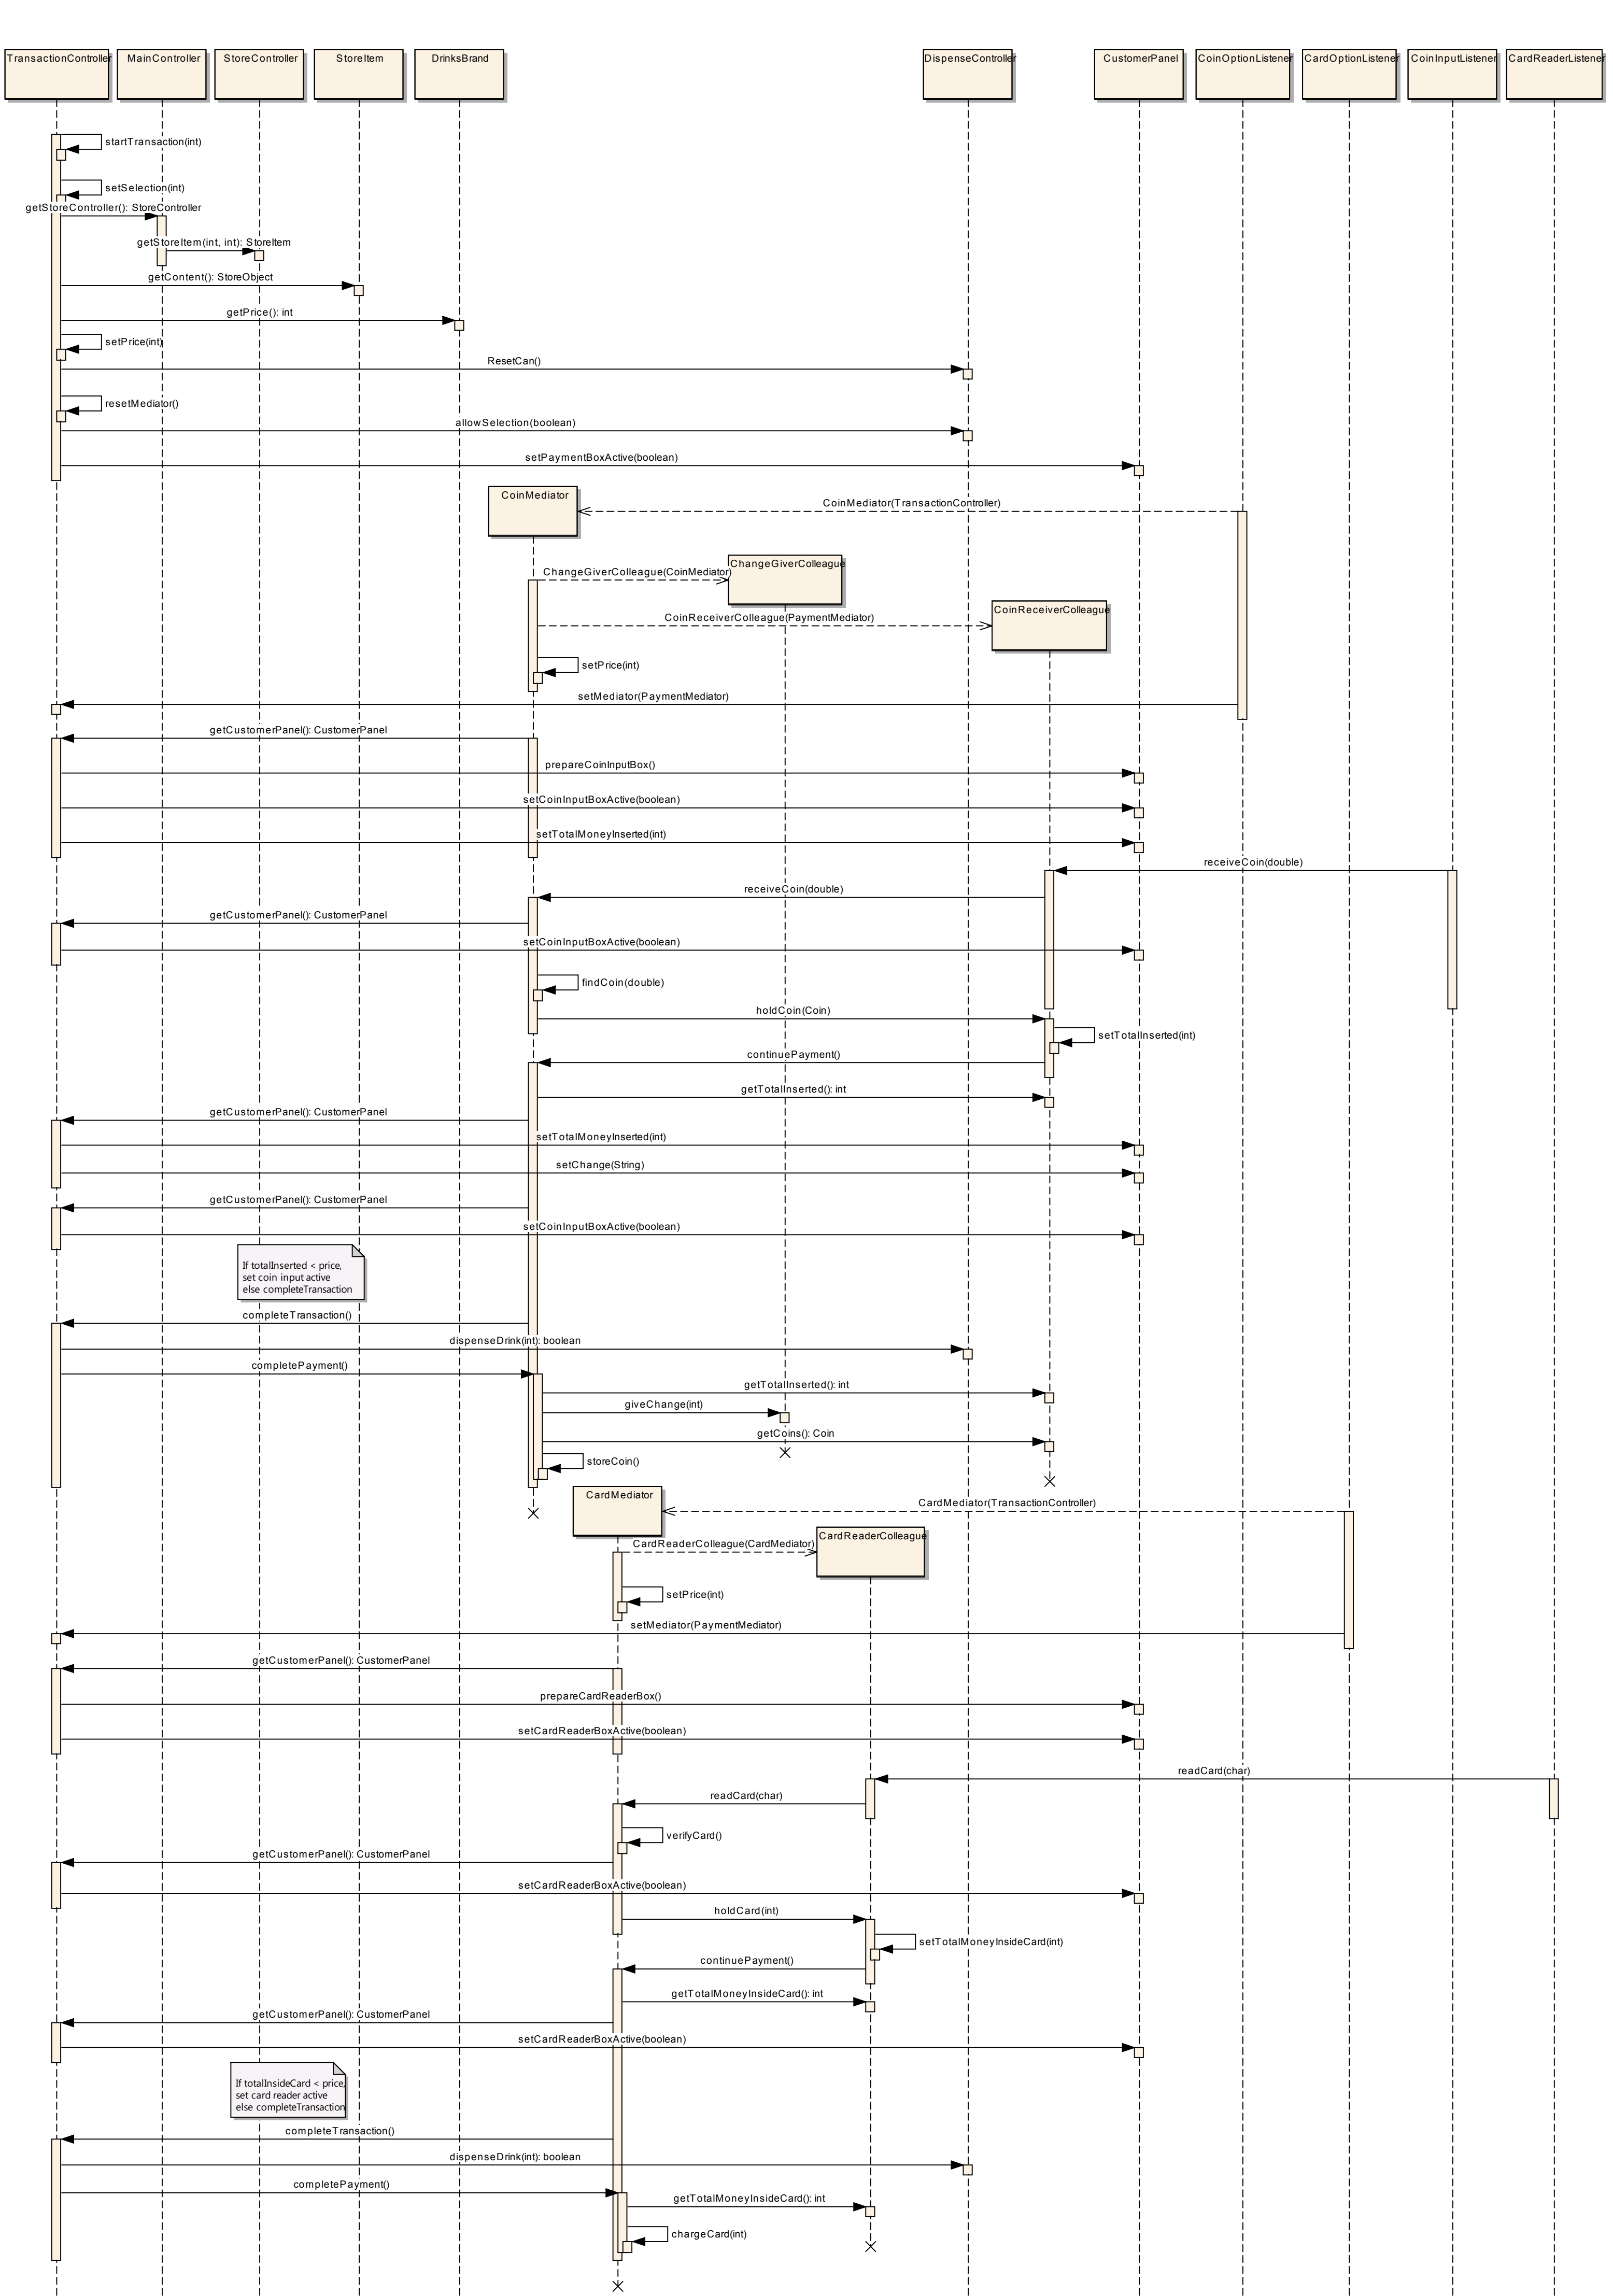 TransactionController
MainController
StoreController
StoreItem
DrinksBrand
DispenseController
CustomerPanel
CoinOptionListener
CardOptionListener
CoinInputListener
CardReaderListener
startTransaction(int)
setSelection(int)
getStoreController(): StoreController
getStoreItem(int, int): StoreItem
getContent(): StoreObject
getPrice(): int
setPrice(int)
ResetCan()
resetMediator()
allowSelection(boolean)
setPaymentBoxActive(boolean)
CoinMediator
CoinMediator(TransactionController)
ChangeGiverColleague
ChangeGiverColleague(CoinMediator)
CoinReceiverColleague
CoinReceiverColleague(PaymentMediator)
setPrice(int)
setMediator(PaymentMediator)
getCustomerPanel(): CustomerPanel
prepareCoinInputBox()
setCoinInputBoxActive(boolean)
setTotalMoneyInserted(int)
receiveCoin(double)
receiveCoin(double)
getCustomerPanel(): CustomerPanel
setCoinInputBoxActive(boolean)
findCoin(double)
holdCoin(Coin)
setTotalInserted(int)
continuePayment()
getTotalInserted(): int
getCustomerPanel(): CustomerPanel
setTotalMoneyInserted(int)
setChange(String)
getCustomerPanel(): CustomerPanel
setCoinInputBoxActive(boolean)
If totalInserted < price,
set coin input active
else completeTransaction
completeTransaction()
dispenseDrink(int): boolean
completePayment()
getTotalInserted(): int
giveChange(int)
getCoins(): Coin
storeCoin()
CardMediator
CardMediator(TransactionController)
CardReaderColleague
CardReaderColleague(CardMediator)
setPrice(int)
setMediator(PaymentMediator)
getCustomerPanel(): CustomerPanel
prepareCardReaderBox()
setCardReaderBoxActive(boolean)
readCard(char)
readCard(char)
verifyCard()
getCustomerPanel(): CustomerPanel
setCardReaderBoxActive(boolean)
holdCard(int)
setTotalMoneyInsideCard(int)
continuePayment()
getTotalMoneyInsideCard(): int
getCustomerPanel(): CustomerPanel
setCardReaderBoxActive(boolean)
If totalInsideCard < price,
set card reader active
else completeTransaction
completeTransaction()
dispenseDrink(int): boolean
completePayment()
getTotalMoneyInsideCard(): int
chargeCard(int)